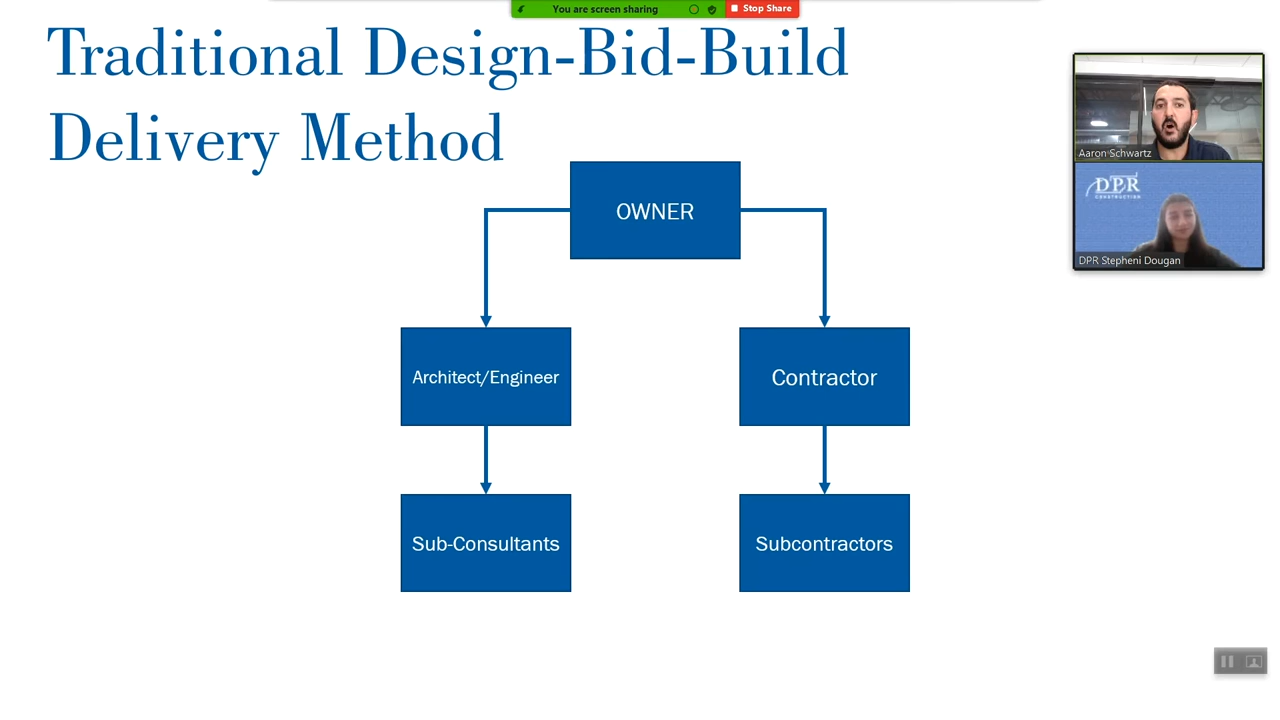 You are screen sharing
Stop Share
Traditional Design-Bid-Build
Delivery Method
OWNER
Architect/Engineer
Contractor
Sub-Consultants
Subcontractors
Aaron Schwartz
DPR
CONSTRUCTION
DPR Stepheni Dougan